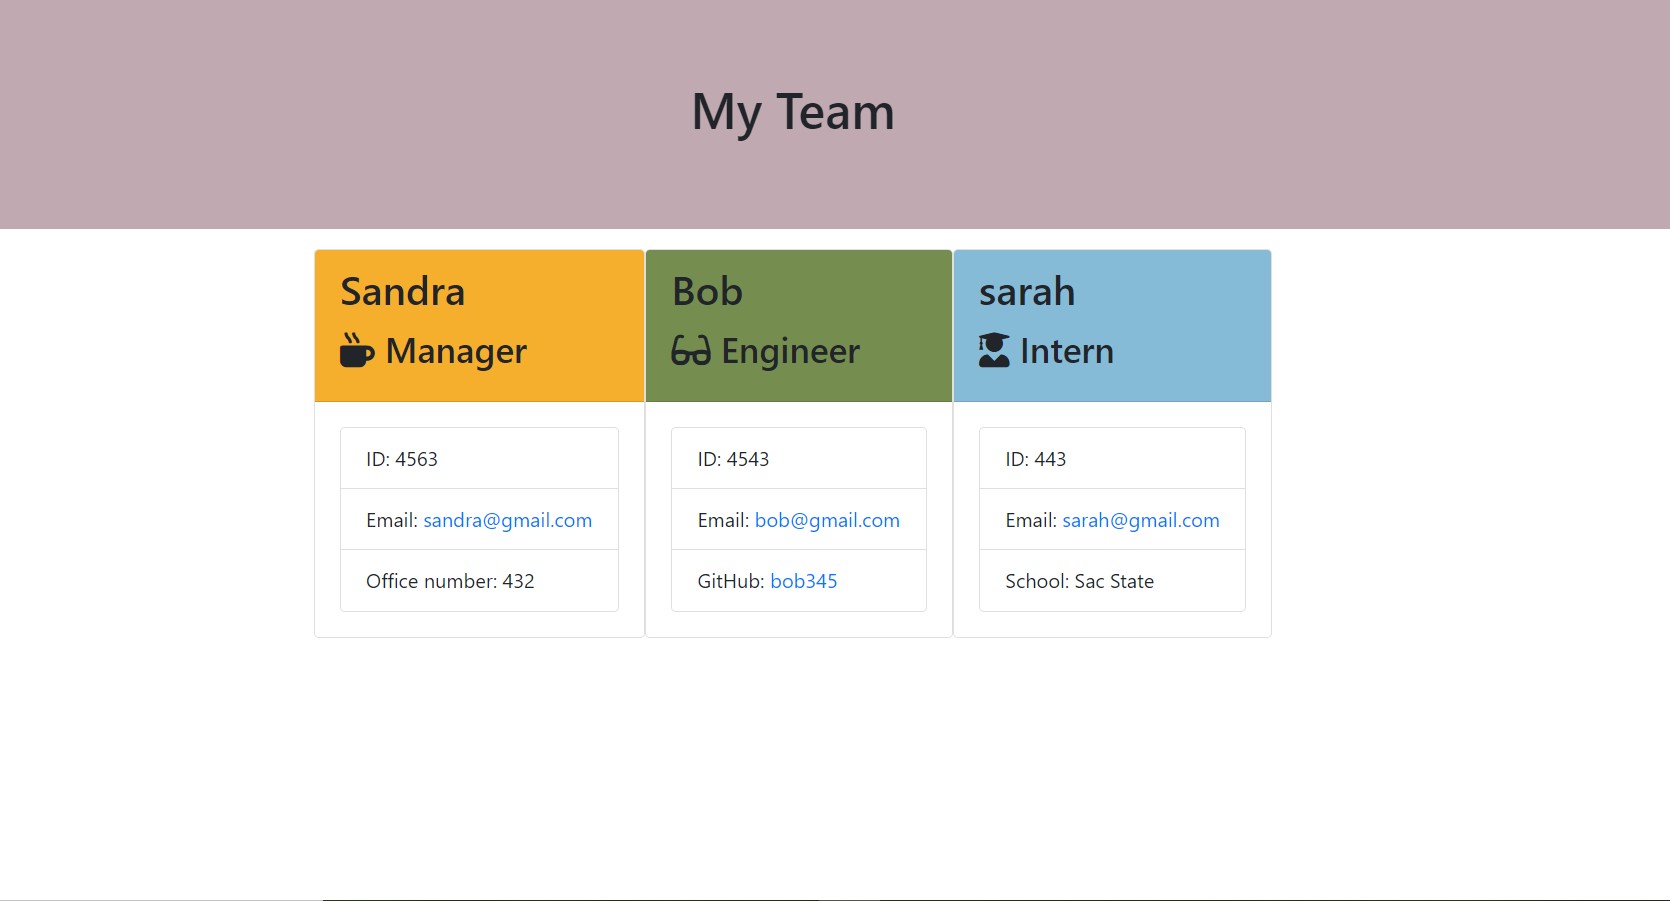 My Team
Sandra
Manager
ID: 4563
Email: sandra@gmail.com
Office number: 432
Bob
Engineer
ID: 4543
Email: bob@gmail.com
GitHub: bob345
sarah
Intern
ID: 443
Email: sarah@gmail.com
School: Sac State